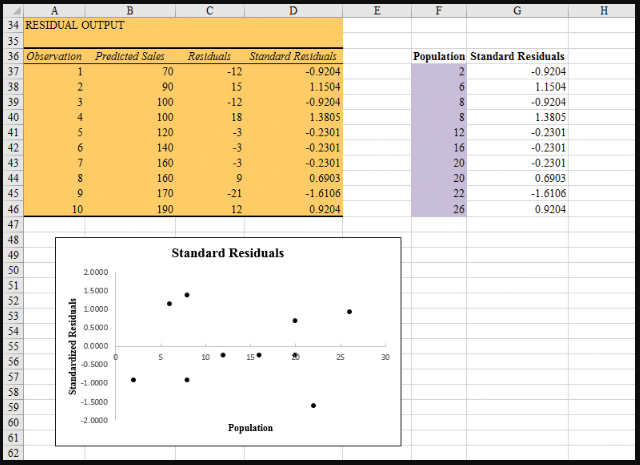 A B C D E F G H
34 RESIDUAL OUTPUT
35
36 Observation Predicted Sales Residuals Standard Residuals Population Standard Residuals
37 1 70 -12 -0.9204 2 -0.9204
38 2 90 15 1.1504 6 1.1504
39 3 100 -12 -0.9204 8 -0.9204
40 4 100 18 1.3805 8 1.3805
41 5 120 -3 -0.2301 12 -0.2301
42 6 140 -3 -0.2301 16 -0.2301
43 7 160 -3 -0.2301 20 -0.2301
44 8 160 9 0.6903 20 0.6903
45 9 170 -21 -1.6106 22 -1.6106
46 10 190 12 0.9204 26 0.9204
47
48
49
50
51
52
53
54
55
56
57
58
59
60
61
62
Standard Residuals
2.0000
1.5000
1.0000
0.5000
0.0000
-0.5000
-1.0000
-1.5000
-2.0000
0 5 10 15 20 25 30
Standardized Residuals
Population